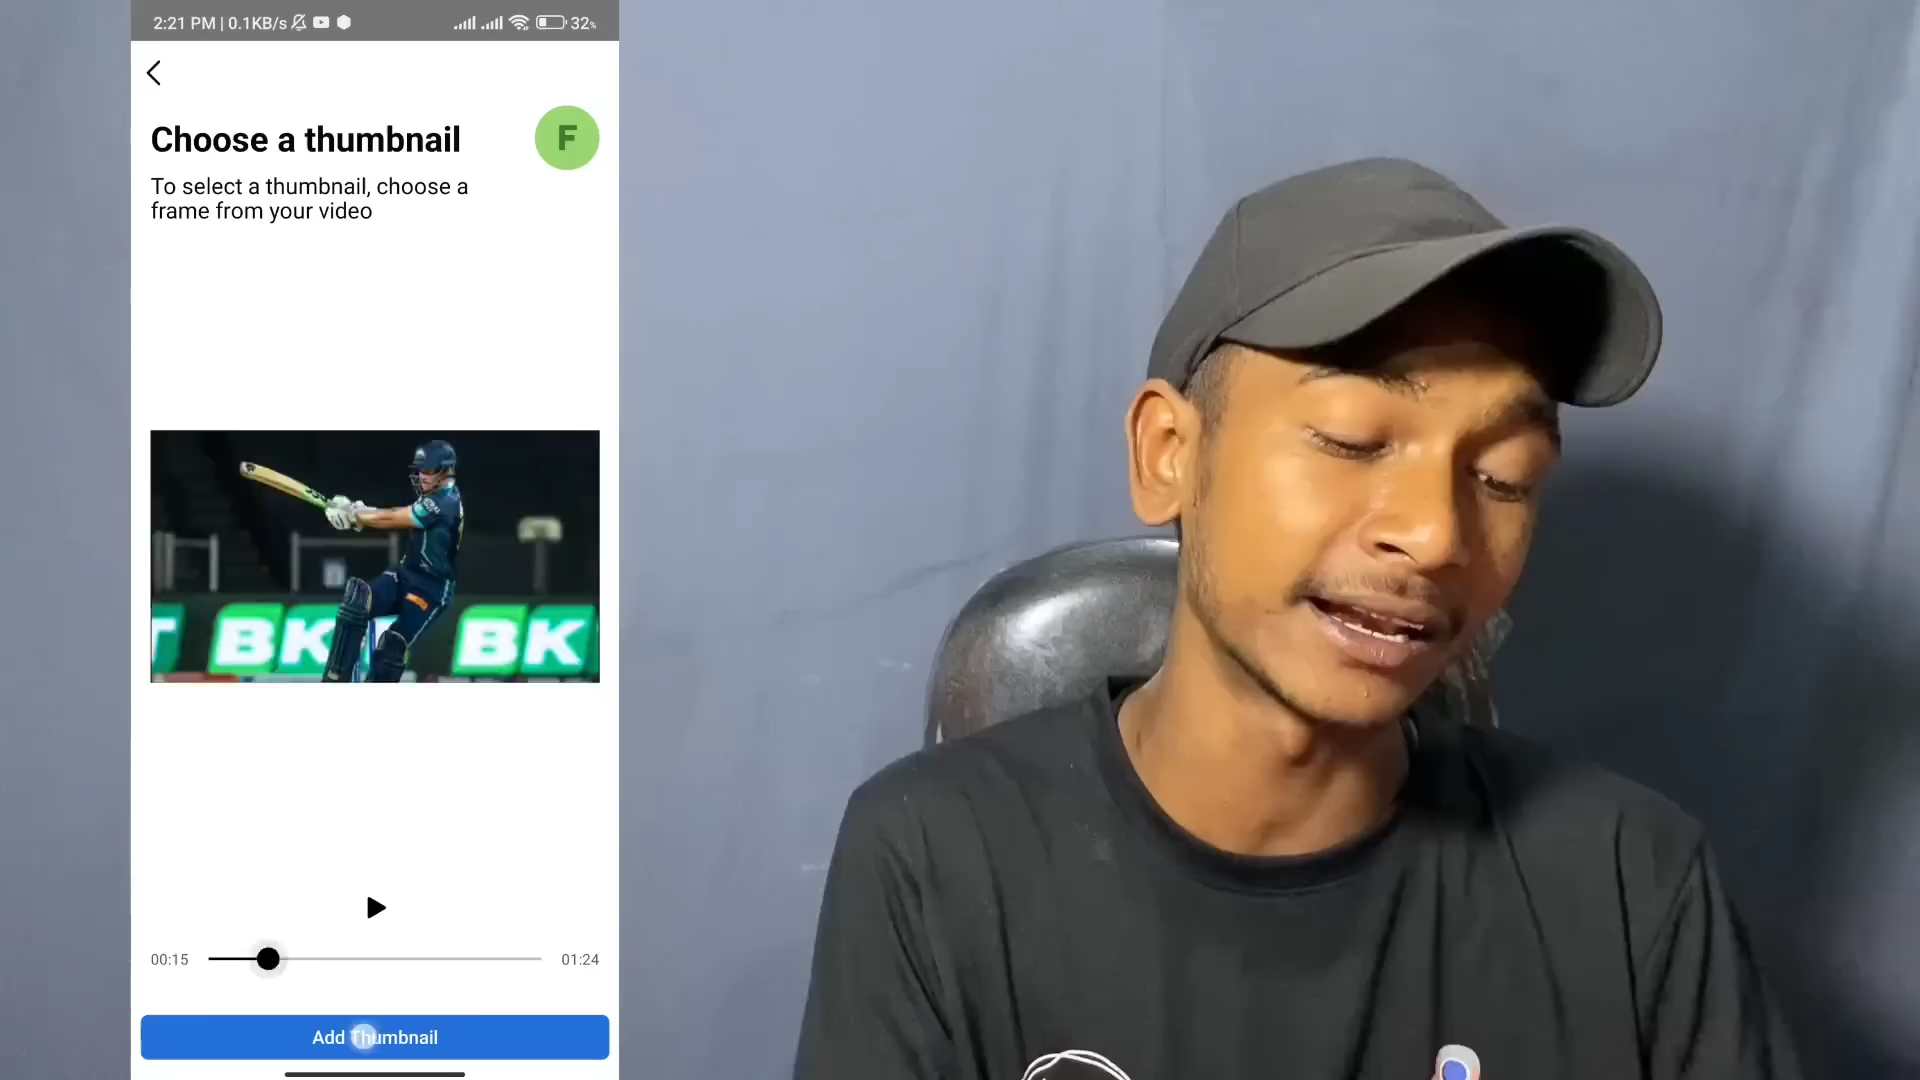 2:21 PM | 0.1KB/s
32%
Choose a thumbnail
F
To select a thumbnail, choose a
frame from your video
BK
BK
00:15
01:24
Add Thumbnail